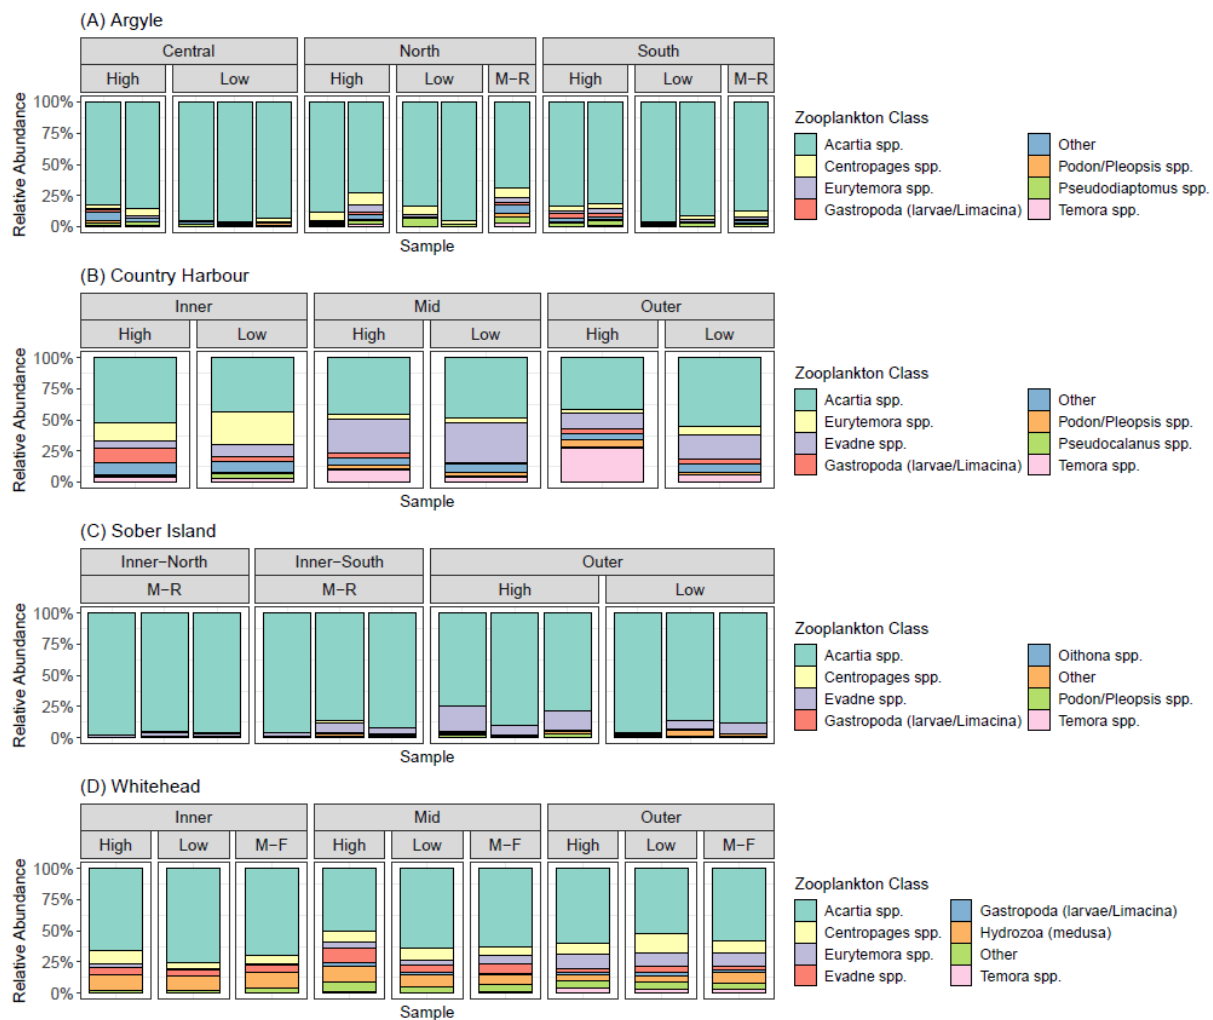 (A) Argyle
Central North South
High Low High Low M−R High Low M−R
100%
75%
50%
25%
0%
Relative Abundance
Sample
Zooplankton Class
Acartia spp. Other
Centropages spp. Podon/Pleopsis spp.
Eurytemora spp. Pseudodiaptomus spp.
Gastropoda (larvae/Limacina) Temora spp.
(B) Country Harbour
Inner Mid Outer
High Low High Low High Low
100%
75%
50%
25%
0%
Relative Abundance
Sample
Zooplankton Class
Acartia spp. Other
Eurytemora spp. Podon/Pleopsis spp.
Evadne spp. Pseudocalanus spp.
Gastropoda (larvae/Limacina) Temora spp.
(C) Sober Island
Inner−North Inner−South Outer
M−R M−R High Low
100%
75%
50%
25%
0%
Relative Abundance
Sample
Zooplankton Class
Acartia spp. Oithona spp.
Centropages spp. Other
Evadne spp. Podon/Pleopsis spp.
Gastropoda (larvae/Limacina) Temora spp.
(D) Whitehead
Inner Mid Outer
High Low M−F High Low M−F High Low M−F
100%
75%
50%
25%
0%
Relative Abundance
Sample
Zooplankton Class
Acartia spp. Gastropoda (larvae/Limacina)
Centropages spp. Hydrozoa (medusa)
Eurytemora spp. Other
Evadne spp. Temora spp.